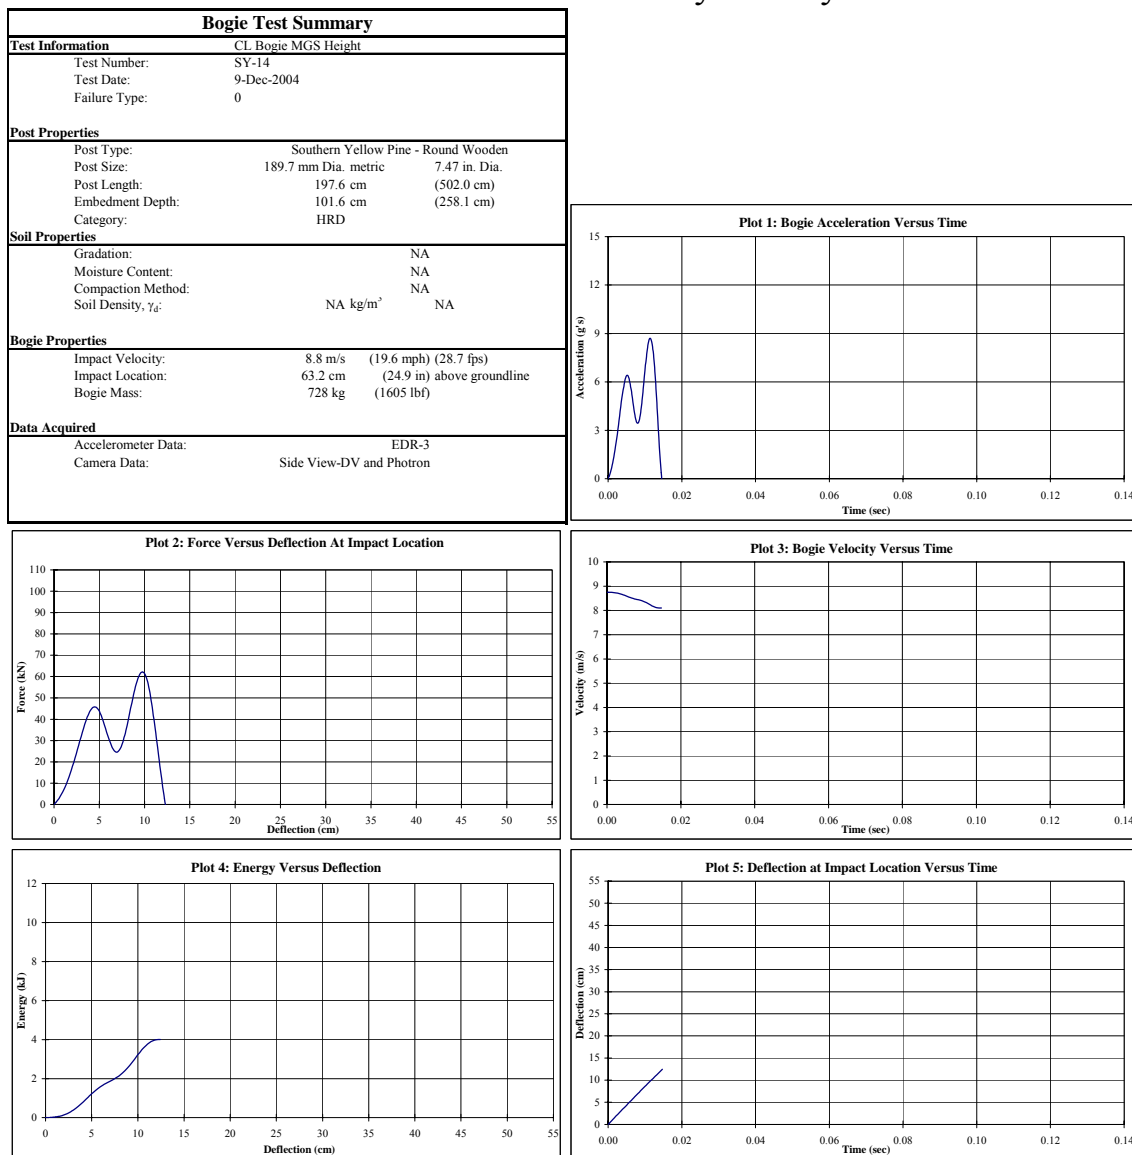 Bogie Test Summary
Test Information CL Bogie MGS Height
Test Number: SY-14
Test Date: 9-Dec-2004
Failure Type: 0
Post Properties
Post Type: Southern Yellow Pine - Round Wooden
Post Size: 189.7 mm Dia. metric 7.47 in. Dia.
Post Length: 197.6 cm (502.0 cm)
Embedment Depth: 101.6 cm (258.1 cm)
Category: HRD
Soil Properties
Gradation: NA
Moisture Content: NA
Compaction Method: NA
Soil Density, γd: NA kg/m³ NA
Bogie Properties
Impact Velocity: 8.8 m/s (19.6 mph) (28.7 fps)
Impact Location: 63.2 cm (24.9 in) above groundline
Bogie Mass: 728 kg (1605 lbf)
Data Acquired
Accelerometer Data: EDR-3
Camera Data: Side View-DV and Photron
Plot 1: Bogie Acceleration Versus Time
Acceleration (g's)
15
12
9
6
3
0
0.00 0.02 0.04 0.06 0.08 0.10 0.12 0.14
Time (sec)
Plot 2: Force Versus Deflection At Impact Location
Force (kN)
110
100
90
80
70
60
50
40
30
20
10
0
0 5 10 15 20 25 30 35 40 45 50 55
Deflection (cm)
Plot 3: Bogie Velocity Versus Time
Velocity (m/s)
10
9
8
7
6
5
4
3
2
1
0
0.00 0.02 0.04 0.06 0.08 0.10 0.12 0.14
Time (sec)
Plot 4: Energy Versus Deflection
Energy (kJ)
12
10
8
6
4
2
0
0 5 10 15 20 25 30 35 40 45 50 55
Deflection (cm)
Plot 5: Deflection at Impact Location Versus Time
Deflection (cm)
55
50
45
40
35
30
25
20
15
10
5
0
0.00 0.02 0.04 0.06 0.08 0.10 0.12 0.14
Time (sec)